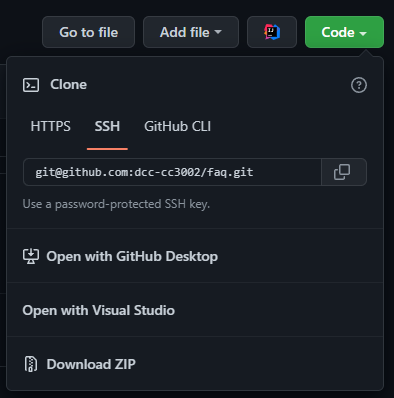 Go to file Add file Code
Clone
HTTPS SSH GitHub CLI
git@github.com:dcc-cc3002/faq.git
Use a password-protected SSH key.
Open with GitHub Desktop
Open with Visual Studio
Download ZIP